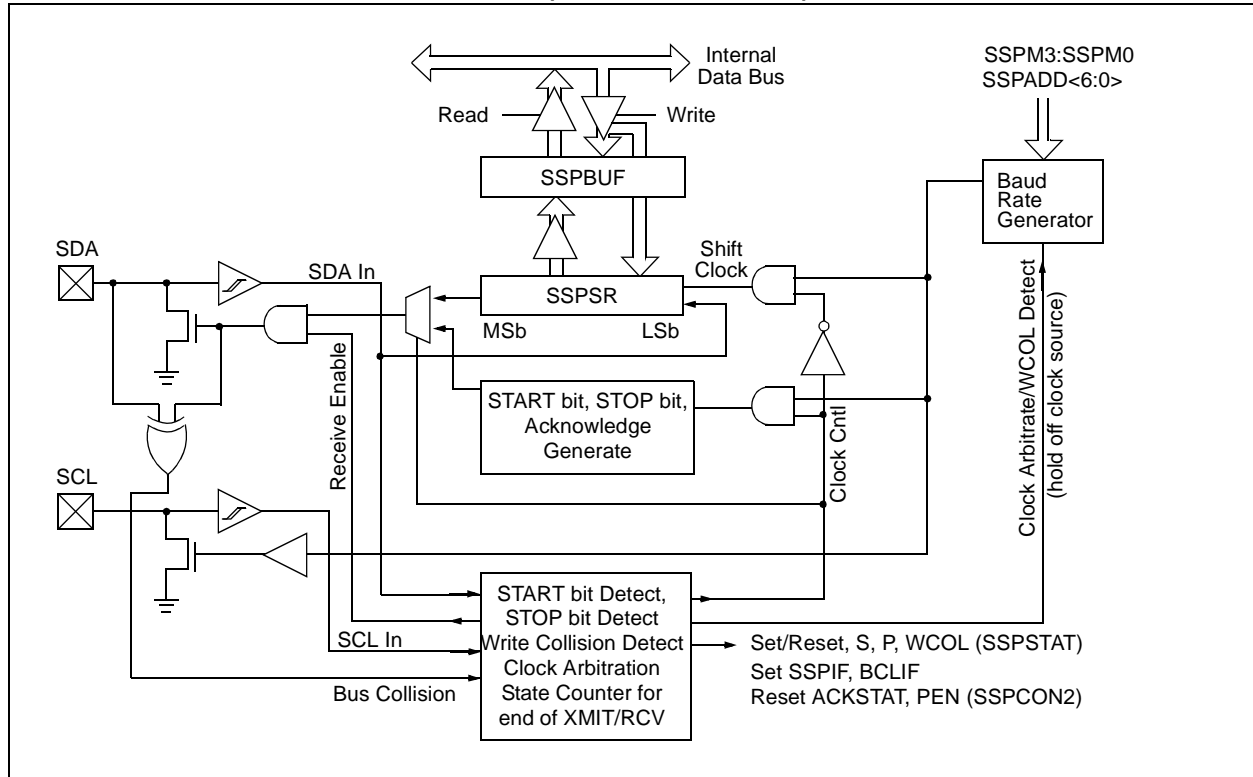 Internal
Data Bus
SSPM3:SSPM0
SSPADD<6:0>
Read
Write
SSPBUF
Baud
Rate
Generator
SDA
SDA In
Shift
Clock
SSPSR
MSb
LSb
START bit, STOP bit,
Acknowledge
Generate
Receive Enable
Clock Cntl
Clock Arbitrate/WCOL Detect
(hold off clock source)
SCL
START bit Detect,
STOP bit Detect
Write Collision Detect
Clock Arbitration
State Counter for
end of XMIT/RCV
SCL In
Bus Collision
Set/Reset, S, P, WCOL (SSPSTAT)
Set SSPIF, BCLIF
Reset ACKSTAT, PEN (SSPCON2)